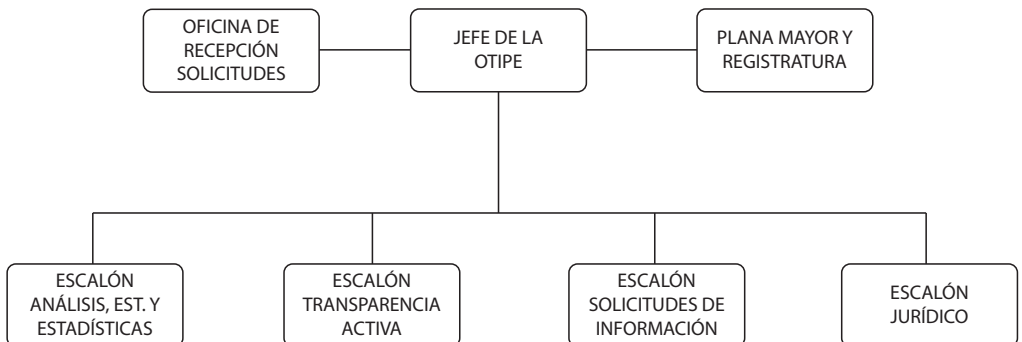 OFICINA DE
RECEPCIÓN
SOLICITUDES
JEFE DE LA
OTIPE
PLANA MAYOR Y
REGISTRATURA
ESCALÓN
ANÁLISIS, EST. Y
ESTADÍSTICAS
ESCALÓN
TRANSPARENCIA
ACTIVA
ESCALÓN
SOLICITUDES DE
INFORMACIÓN
ESCALÓN
JURÍDICO